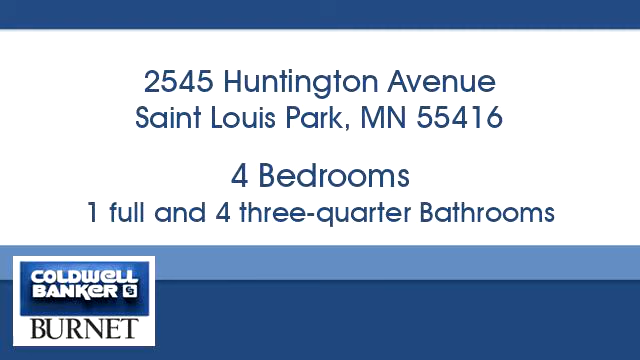 2545 Huntington Avenue
Saint Louis Park, MN 55416
4 Bedrooms
1 full and 4 three-quarter Bathrooms
COLDWELL
BANKER CB
BURNET